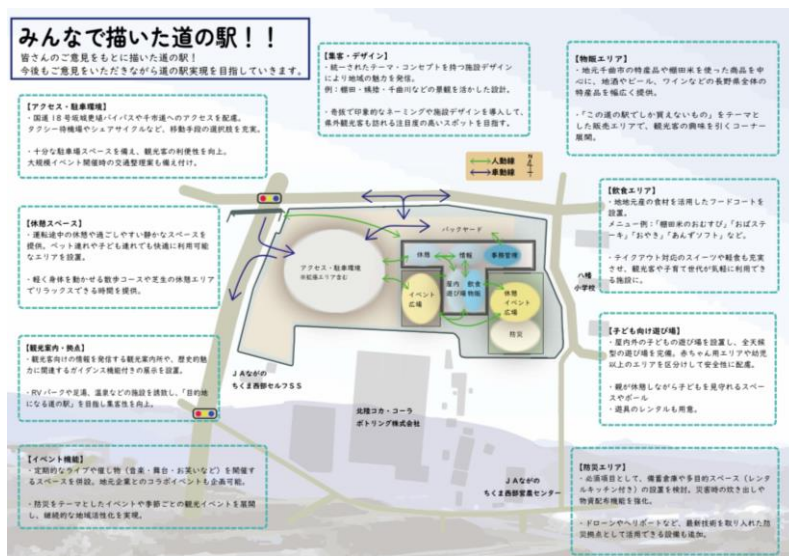 みんなで描いた道の駅！！
皆さんのご意見をもとに描いた道の駅！
今後もご意見をいただきながら道の駅実現を目指していきます。
【アクセス・駐車環境】
・国道１８号坂城更埴バイパスや千市道へのアクセスを配慮。
タクシー待機場やシェアサイクルなど、移動手段の選択肢を充実。
・十分な駐車場スペースを備え、観光客の利便性を向上。
大規模イベント開催時の交通整理案も備え付け。
【休憩スペース】
・運転途中の休憩や過ごしやすい静かなスペースを
提供。ペット連れや子ども連れでも快適に利用可能
なエリアを設置。
・軽く身体を動かせる散歩コースや芝生の休憩エリア
でリラックスできる時間を提供。
【観光案内・拠点】
・観光客向けの情報を発信する観光案内所や、歴史的魅
力に関連するガイダンス機能付きの展示を設置。
・RVパークや足湯、温泉などの施設を誘致し、「目的地
になる道の駅」を目指し集客性を向上。
【イベント機能】
・定期的なライブや催し物（音楽・舞台・お笑いなど）を開催す
るスペースを併設。地元企業とのコラボイベントも企画可能。
・防災をテーマとしたイベントや季節ごとの観光イベントを展開
し、継続的な地域活性化を実現。
【集客・デザイン】
・統一されたテーマ・コンセプトを持つ施設デザイン
により地域の魅力を発信。
例：棚田・姨捨・千曲川などの景観を活かした設計。
・奇抜で印象的なネーミングや施設デザインを導入して、
県外観光客も訪れる注目度の高いスポットを目指す。
人動線
車動線
バックヤード
アクセス・駐車環境
※拡張エリア含む
休憩
情報
事務管理
イベント
広場
屋内
遊び場
飲食
物販
休憩
イベント
広場
防災
八幡
小学校
ＪＡながの
ちくま西部セルフＳＳ
北陸コカ・コーラ
ボトリング株式会社
ＪＡながの
ちくま西部営農センター
【物販エリア】
・地元千曲市の特産品や棚田米を使った商品を中
心に、地酒やビール、ワインなどの長野県全体の
特産品を幅広く提供。
・「この道の駅でしか買えないもの」をテーマと
した販売エリアで、観光客の興味を引くコーナー
展開。
【飲食エリア】
・地地元産の食材を活用したフードコートを
設置。
メニュー例：「棚田米のおむすび」「おばステ
ーキ」「おやき」「あんずソフト」など。
・テイクアウト対応のスイーツや軽食も充実
させ、観光客や子育て世代が気軽に利用でき
る施設に。
【子ども向け遊び場】
・屋内外の子どもの遊び場を設置し、全天候
型の遊び場を完備。赤ちゃん用エリアや幼児
以上のエリアを区分けして安全性に配慮。
・親が休憩しながら子どもを見守れるスペー
スやポール
・遊具のレンタルも用意。
【防災エリア】
・必須項目として、備蓄倉庫や多目的スペース（レンタ
ルキッチン付き）の設置を検討。災害時の炊き出しや
物資配布機能を強化。
・ドローンやヘリポートなど、最新技術を取り入れた防
災拠点として活用できる設備も追加。